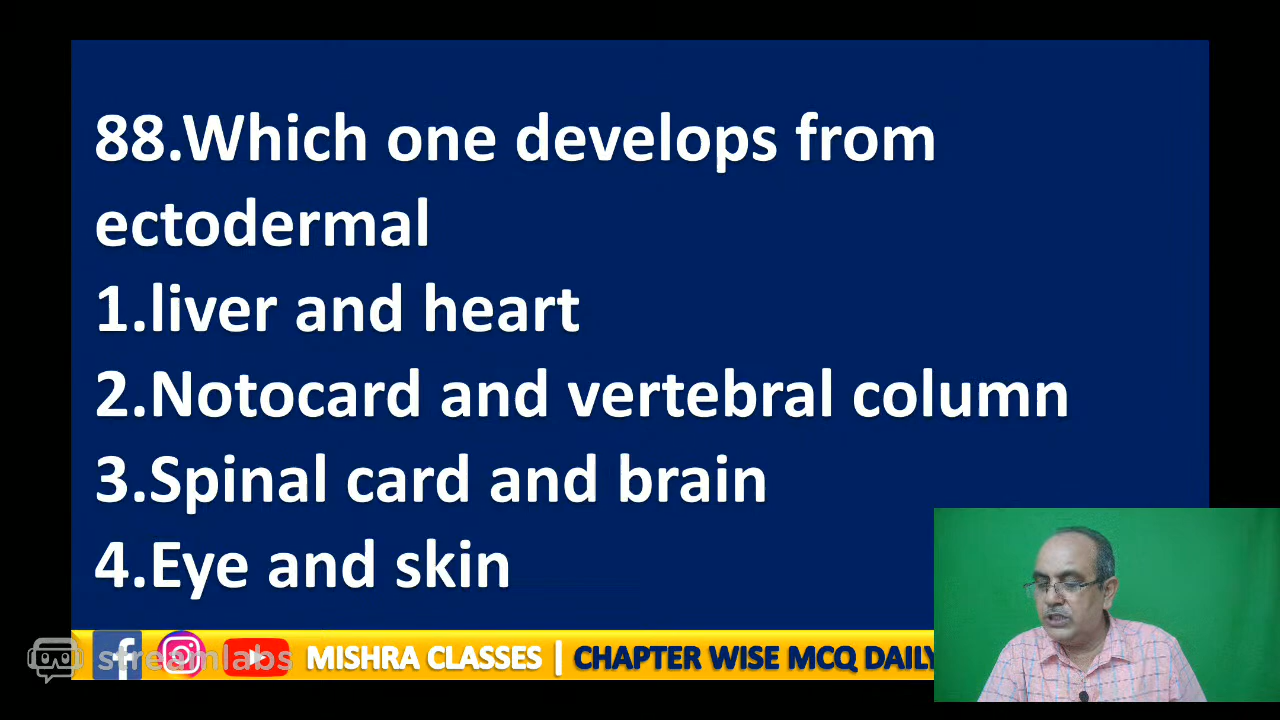 88.Which one develops from
ectodermal
1.liver and heart
2.Notocard and vertebral column
3.Spinal card and brain
4.Eye and skin
streamlabs MISHRA CLASSES | CHAPTER WISE MCQ DAILY